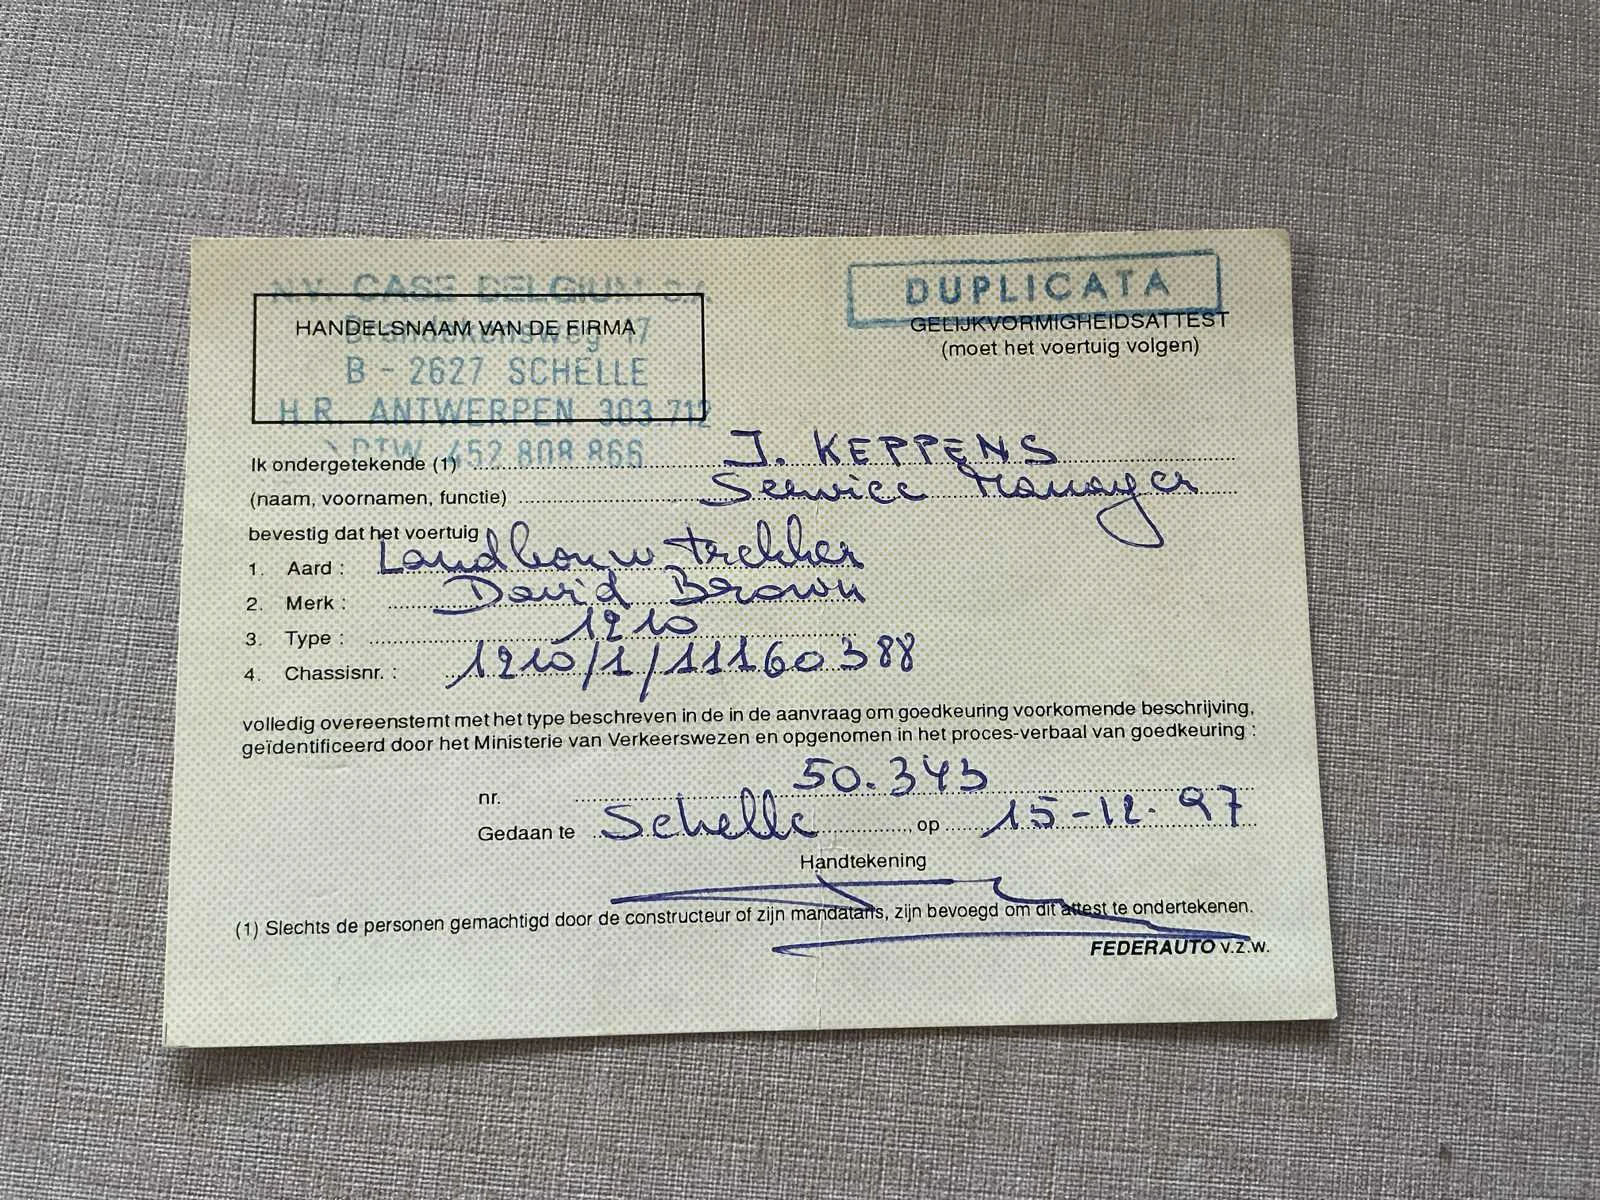 N.V. CASE BELGIUM S.A.
HANDELSNAAM VAN DE FIRMA
Brandekensweg 17
B - 2627 SCHELLE
H.R. ANTWERPEN 303.712
BTW 452 808 866
DUPLICATA
GELIJKVORMIGHEIDSATTEST
(moet het voertuig volgen)
Ik ondergetekende (1) J. KEPPENS
(naam, voornamen, functie) Service Manager
bevestig dat het voertuig
1. Aard : Landbouw trekker
2. Merk : David Brown
3. Type : 1210
4. Chassisnr. : 1210/1/11160388
volledig overeenstemt met het type beschreven in de in de aanvraag om goedkeuring voorkomende beschrijving,
geïdentificeerd door het Ministerie van Verkeerswezen en opgenomen in het proces-verbaal van goedkeuring :
nr. 50.343
Gedaan te Schelle, op 15-12-97
Handtekening
(1) Slechts de personen gemachtigd door de constructeur of zijn mandataris, zijn bevoegd om dit attest te ondertekenen.
FEDERAUTO v.z.w.